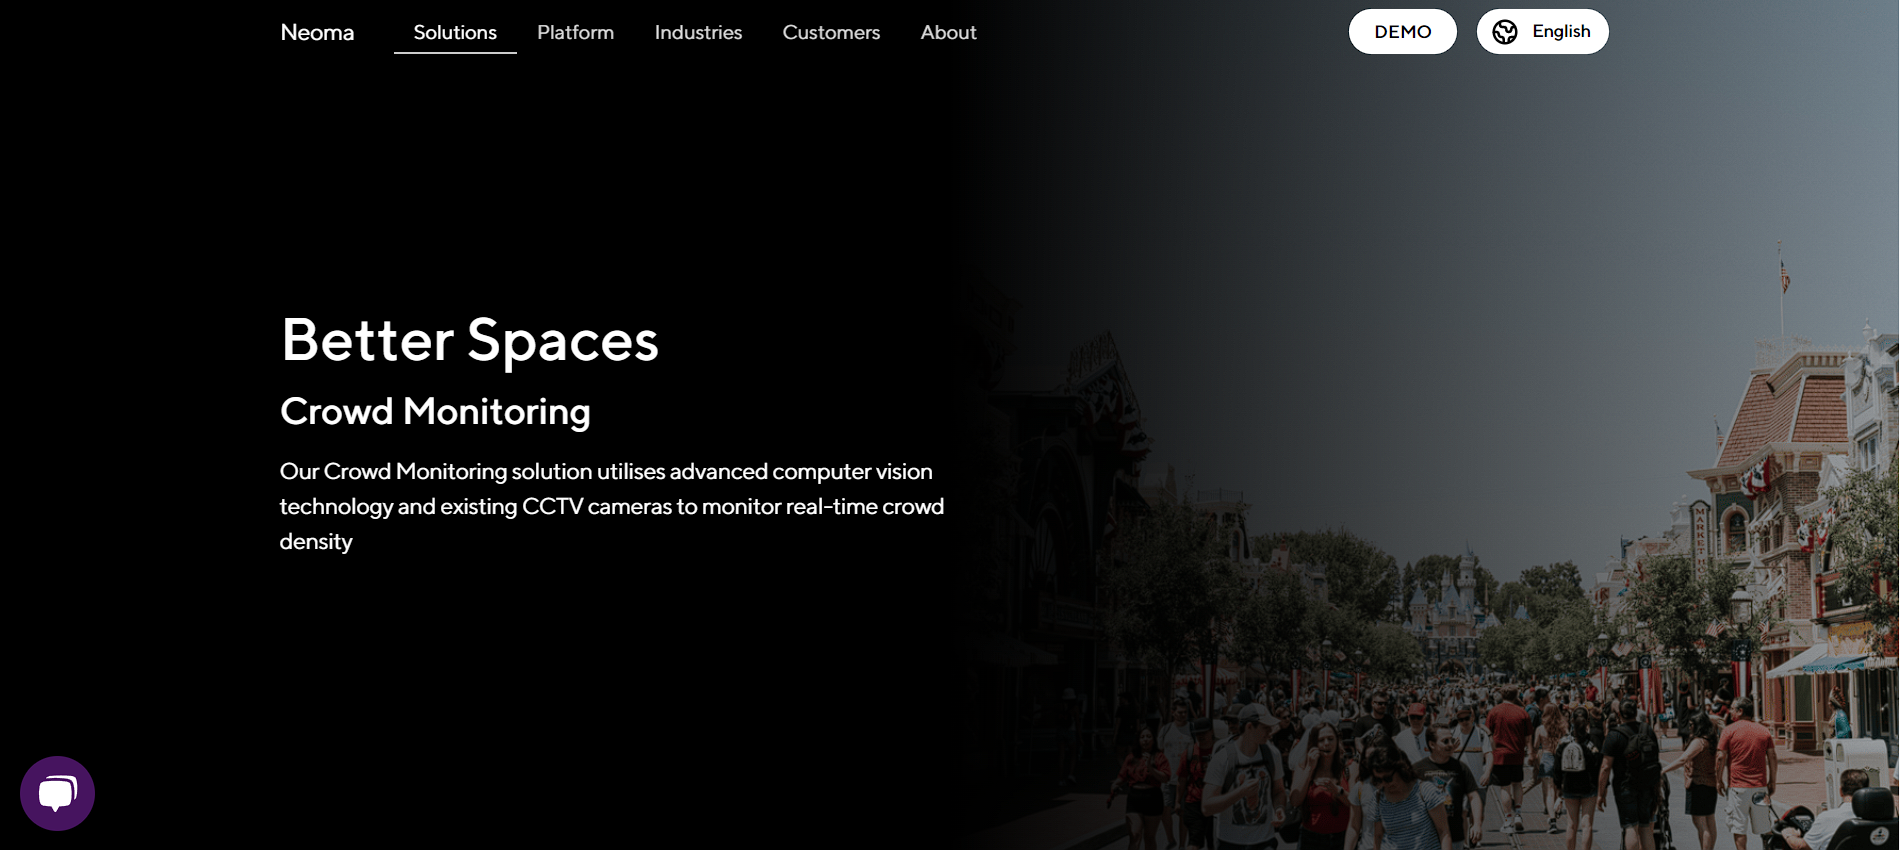 Neoma
Solutions
Platform
Industries
Customers
About
DEMO
English
Better Spaces
Crowd Monitoring
Our Crowd Monitoring solution utilises advanced computer vision
technology and existing CCTV cameras to monitor real-time crowd
density
MARKET